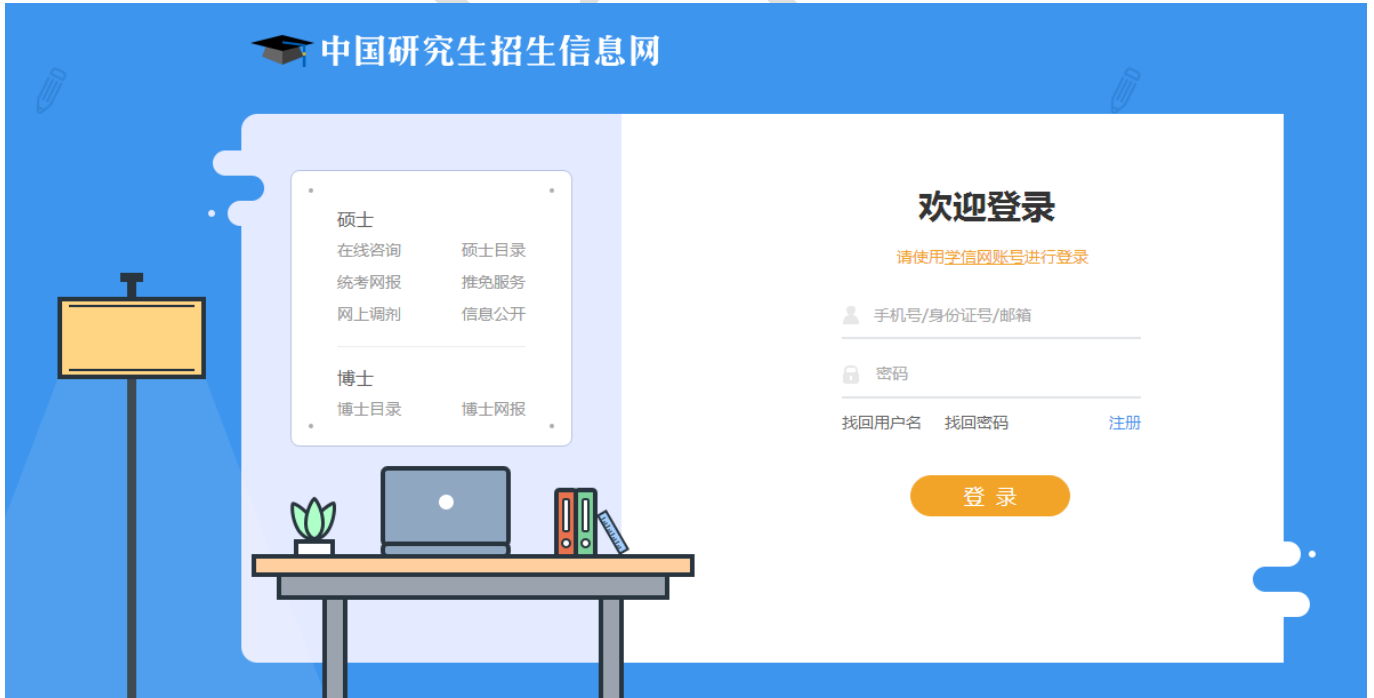 中国研究生招生信息网
硕士
在线咨询 硕士目录
统考网报 推免服务
网上调剂 信息公开
博士
博士目录 博士网报
欢迎登录
请使用学信网账号进行登录
手机号/身份证号/邮箱
密码
找回用户名 找回密码 注册
登录